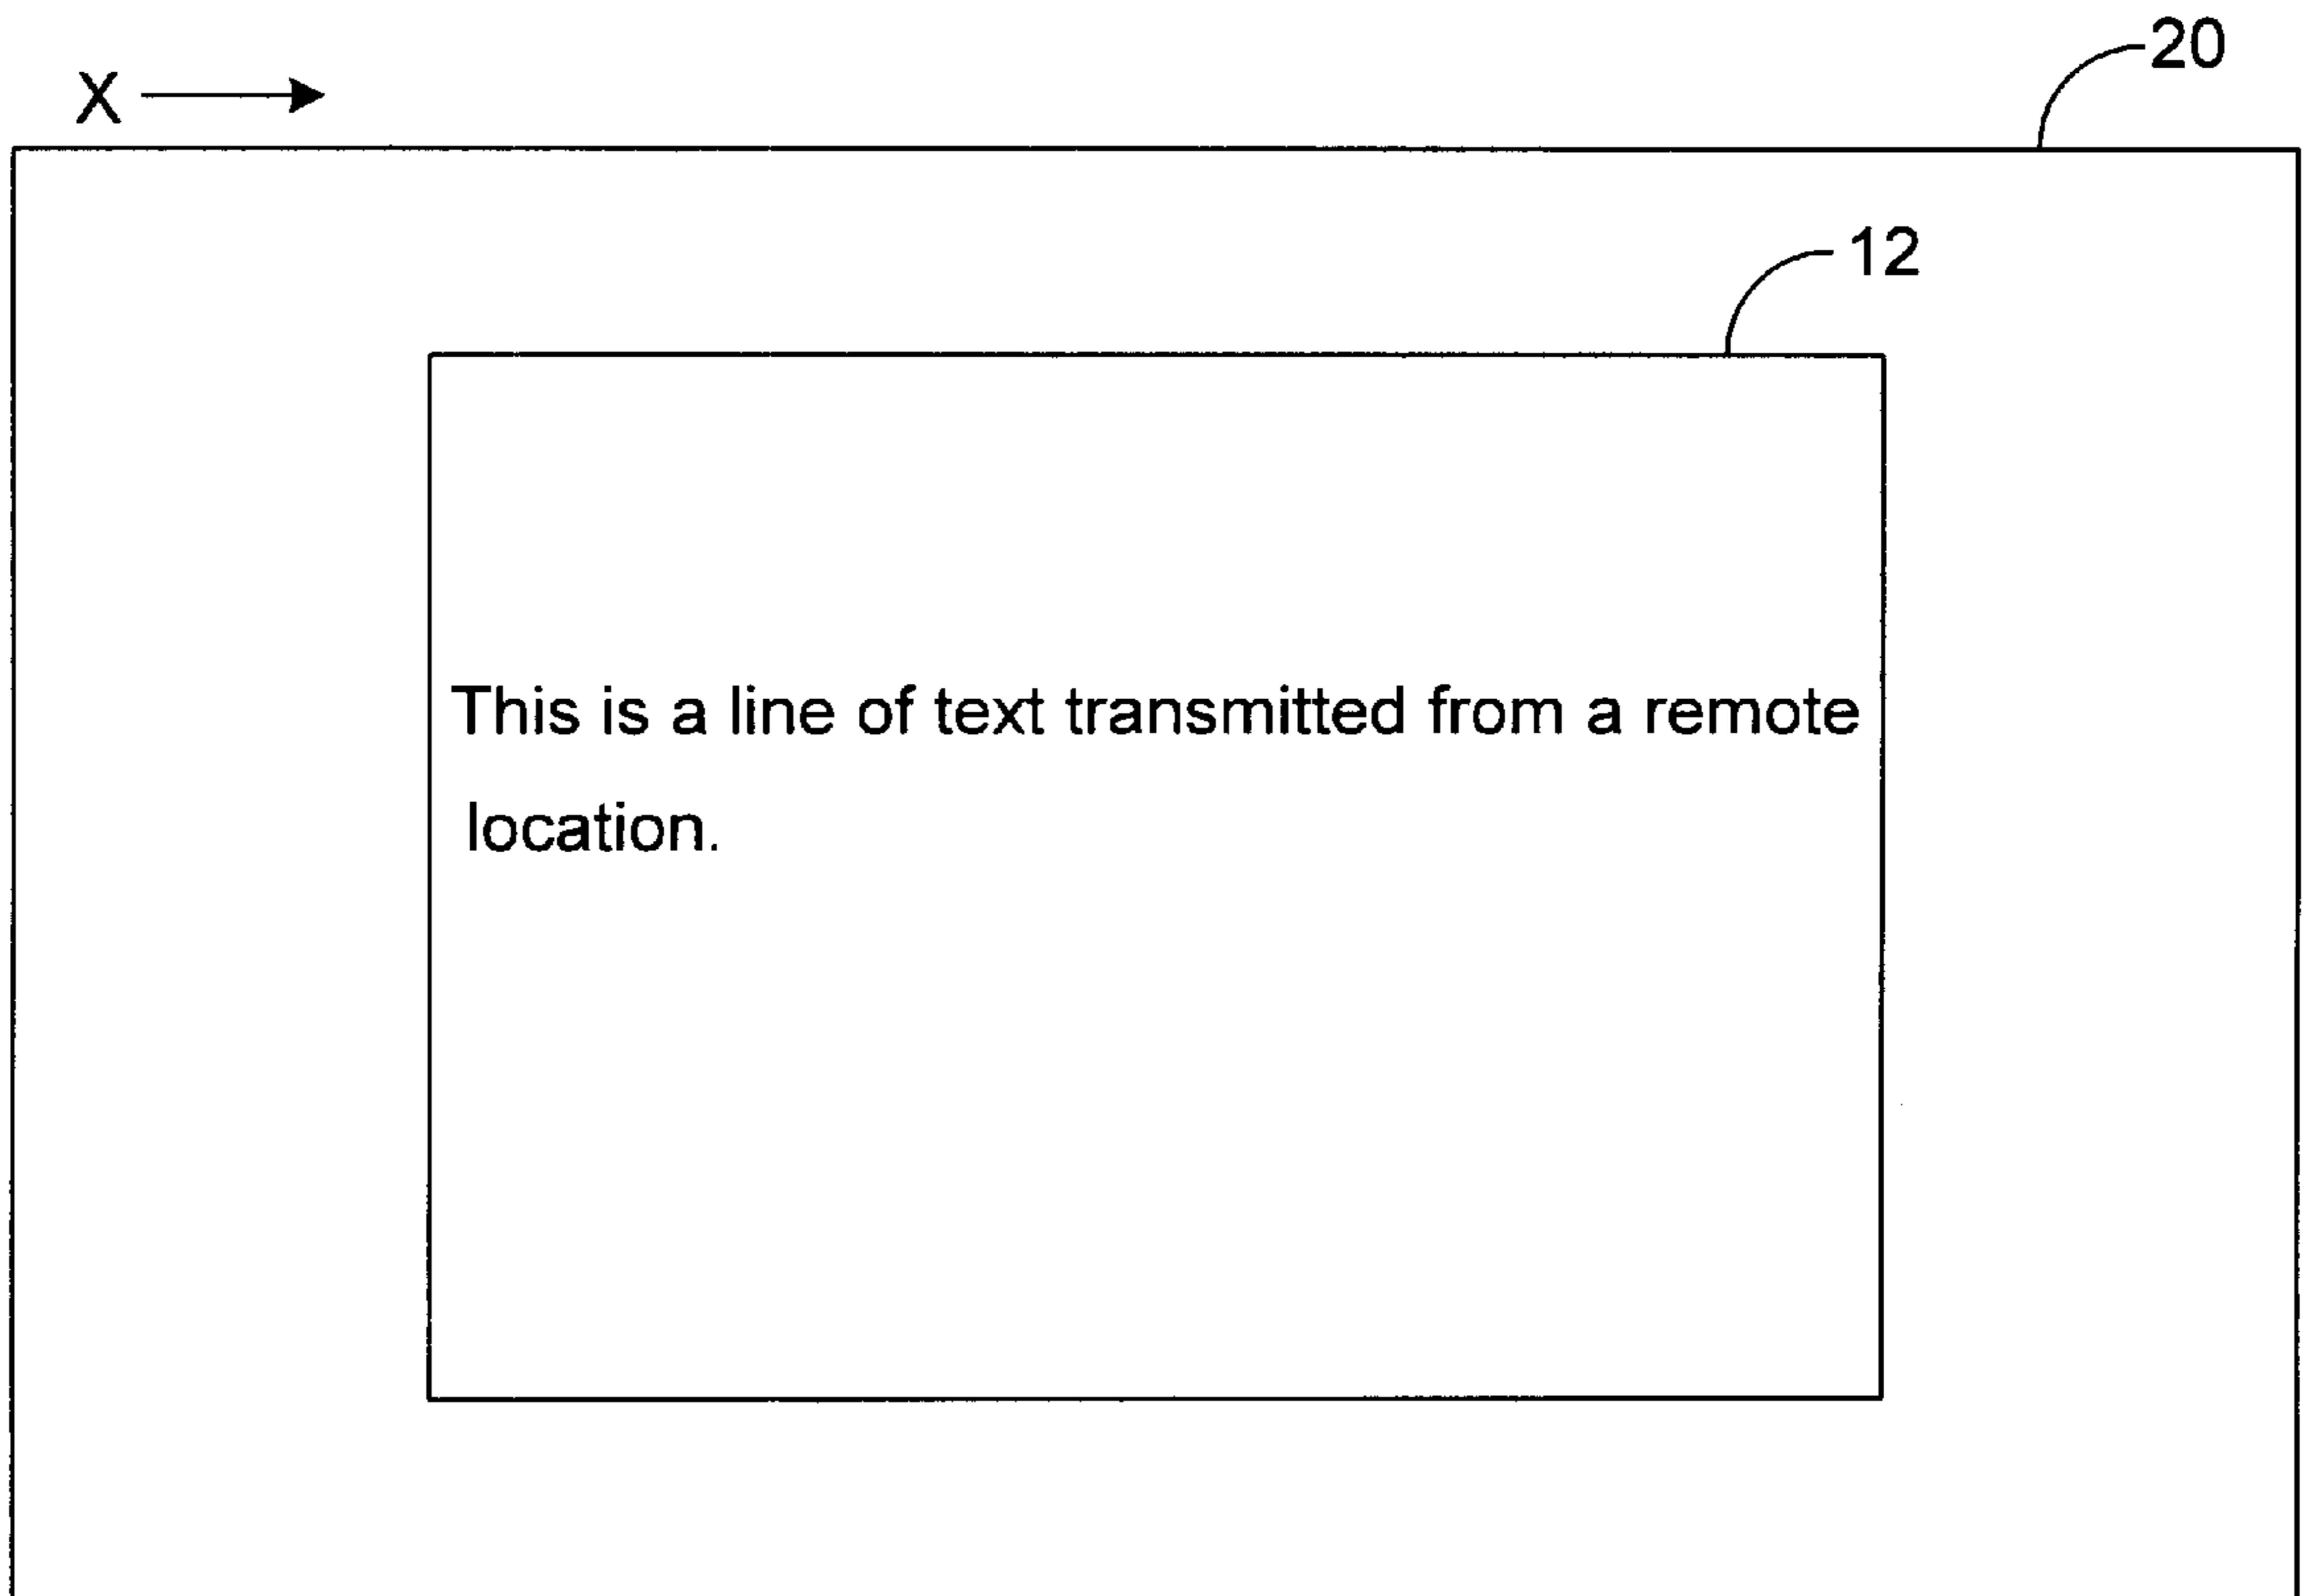 20
X
12
This is a line of text transmitted from a remote
location.